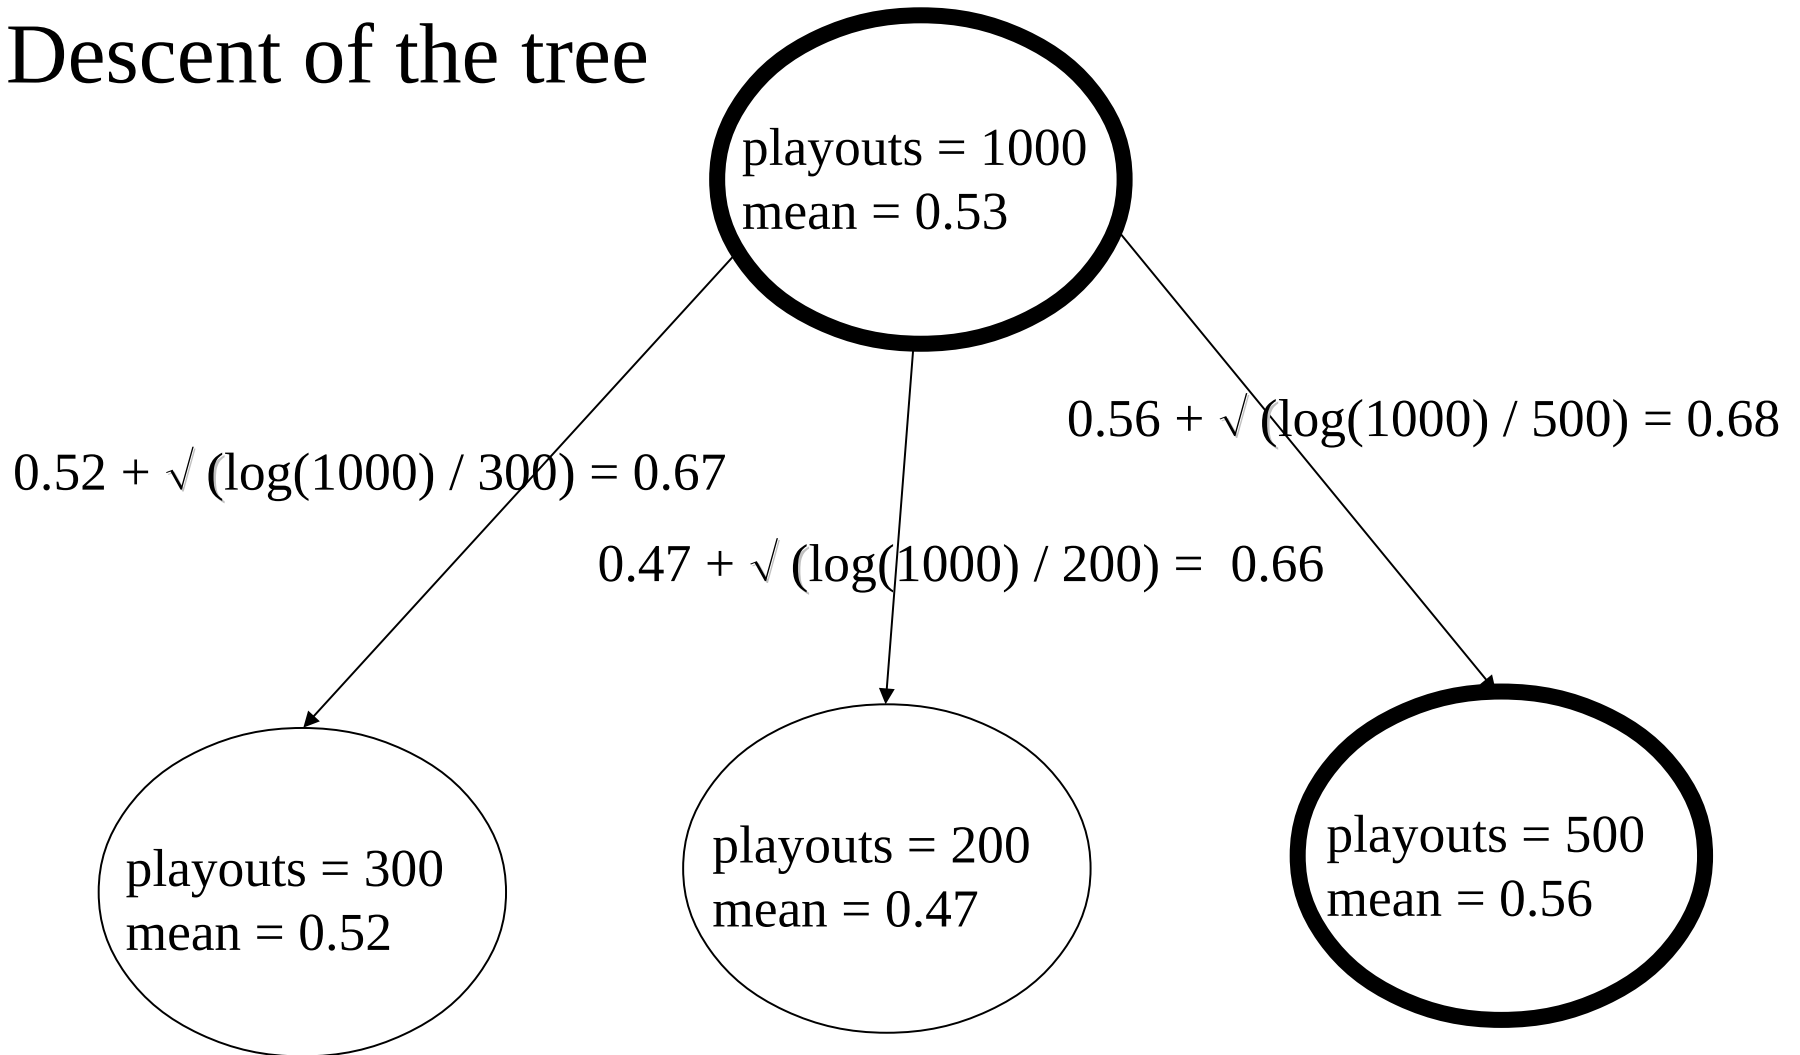 Descent of the tree
playouts = 1000
mean = 0.53
0.56 + √ (log(1000) / 500) = 0.68
0.52 + √ (log(1000) / 300) = 0.67
0.47 + √ (log(1000) / 200) =  0.66
playouts = 300
mean = 0.52
playouts = 200
mean = 0.47
playouts = 500
mean = 0.56